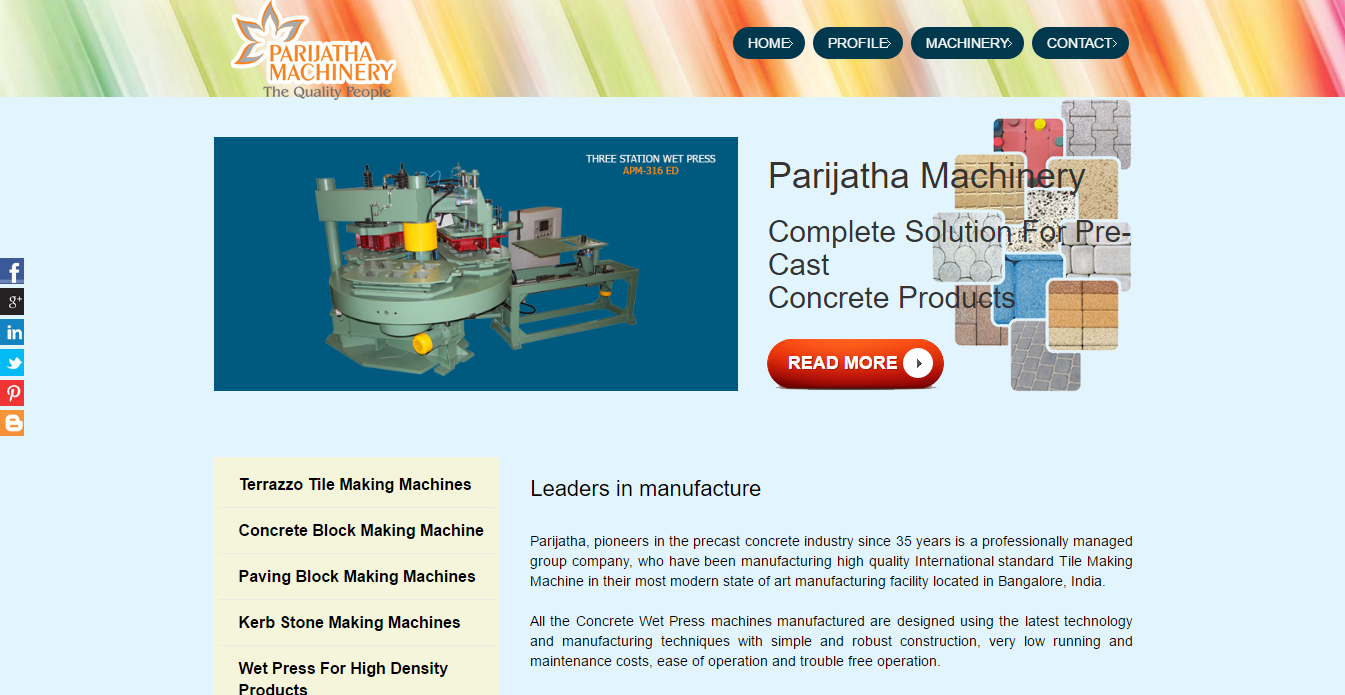 PARIJATHA
MACHINERY
The Quality People
HOME
PROFILE
MACHINERY
CONTACT
THREE STATION WET PRESS
APM-316 ED
Parijatha Machinery
Complete Solution For Pre-
Cast
Concrete Products
READ MORE
f
g+
in
Terrazzo Tile Making Machines
Concrete Block Making Machine
Paving Block Making Machines
Kerb Stone Making Machines
Wet Press For High Density
Products
Leaders in manufacture
Parijatha, pioneers in the precast concrete industry since 35 years is a professionally managed
group company, who have been manufacturing high quality International standard Tile Making
Machine in their most modern state of art manufacturing facility located in Bangalore, India.
All the Concrete Wet Press machines manufactured are designed using the latest technology
and manufacturing techniques with simple and robust construction, very low running and
maintenance costs, ease of operation and trouble free operation.